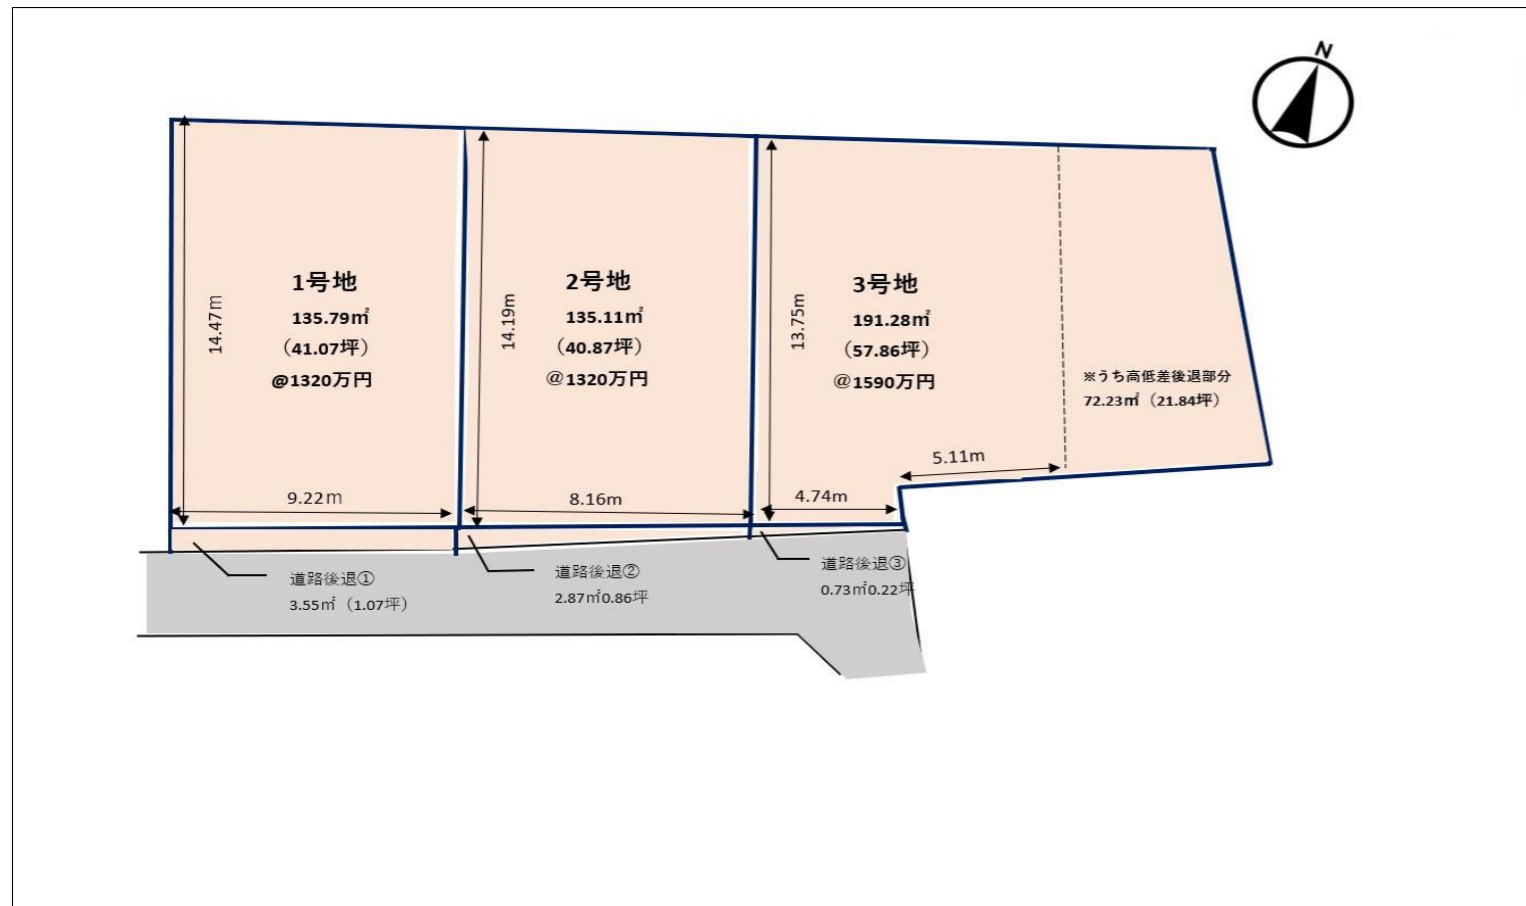 N
1号地
135.79㎡
（41.07坪）
@1320万円
14.47m
9.22m
2号地
135.11㎡
（40.87坪）
＠1320万円
14.19m
8.16m
3号地
191.28㎡
（57.86坪）
＠1590万円
13.75m
4.74m
5.11m
※うち高低差後退部分
72.23㎡（21.84坪）
道路後退①
3.55㎡（1.07坪）
道路後退②
2.87㎡0.86坪
道路後退③
0.73㎡0.22坪